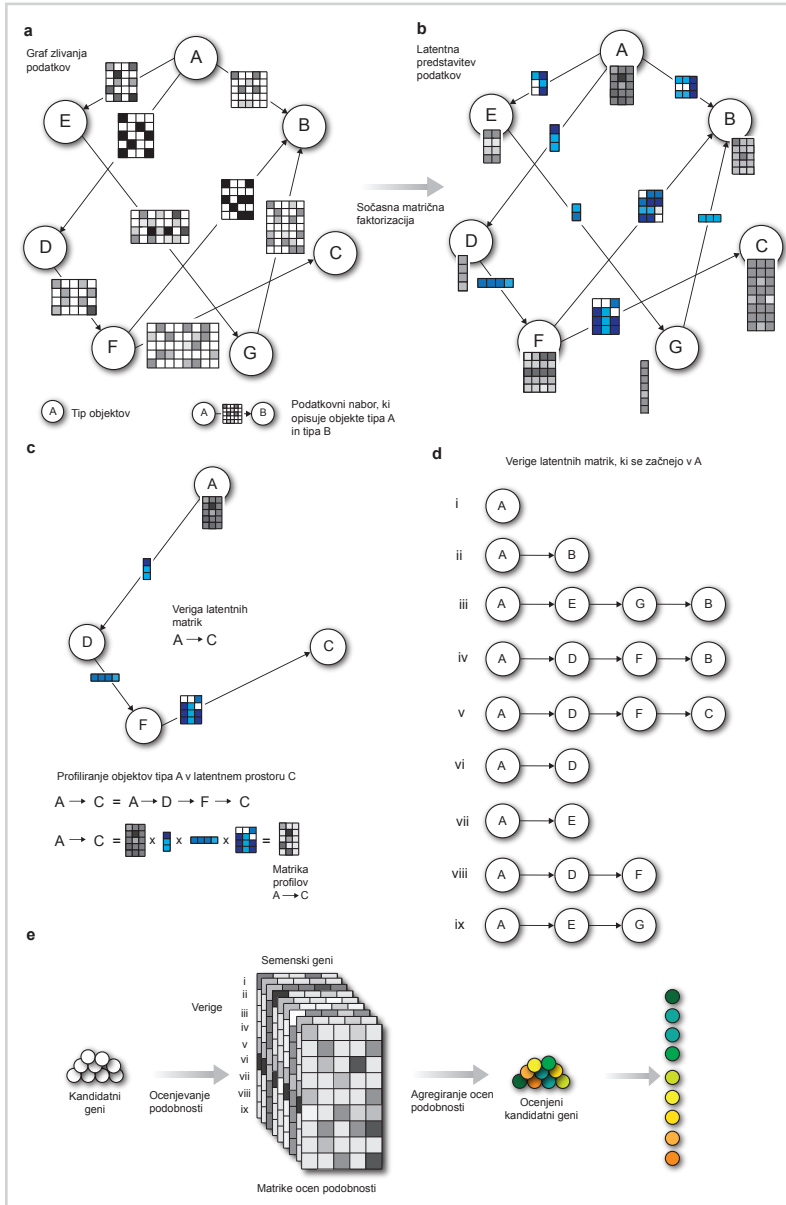 a
Graf zlivanja
podatkov
A
E
B
D
C
F
G
A
Tip objektov
A
B
Podatkovni nabor, ki
opisuje objekte tipa A
in tipa B
Sočasna matrična
faktorizacija
b
Latentna
predstavitev
podatkov
A
E
B
D
C
F
G
c
A
Veriga latentnih
matrik
A → C
D
C
F
Profiliranje objektov tipa A v latentnem prostoru C
A → C = A → D → F → C
A → C = x x x =
Matrika
profilov
A → C
d
Verige latentnih matrik, ki se začnejo v A
i A
ii A B
iii A E G B
iv A D F B
v A D F C
vi A D
vii A E
viii A D F
ix A E G
e
Semenski geni
Verige
i
ii
iii
iv
v
vi
vii
viii
ix
Kandidatni
geni
Ocenjevanje
podobnosti
Matrike ocen podobnosti
Agregiranje ocen
podobnosti
Ocenjeni
kandidatni geni